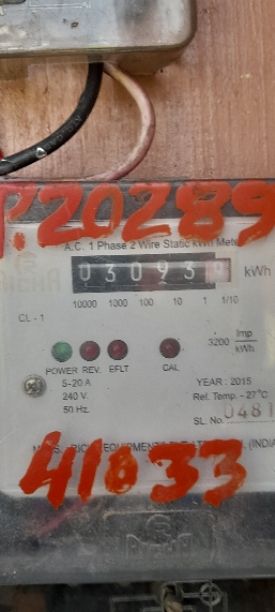 P.20289
A.C. 1 Phase 2 Wire Static kWh Meter
03093 kWh
10000 1000 100 10 1 1/10
CL - 1
3200 Imp/kWh
POWER REV. EFLT CAL
5-20 A
240 V.
50 Hz.
YEAR : 2015
Ref. Temp. - 27°C
SL. No. 0481
41033